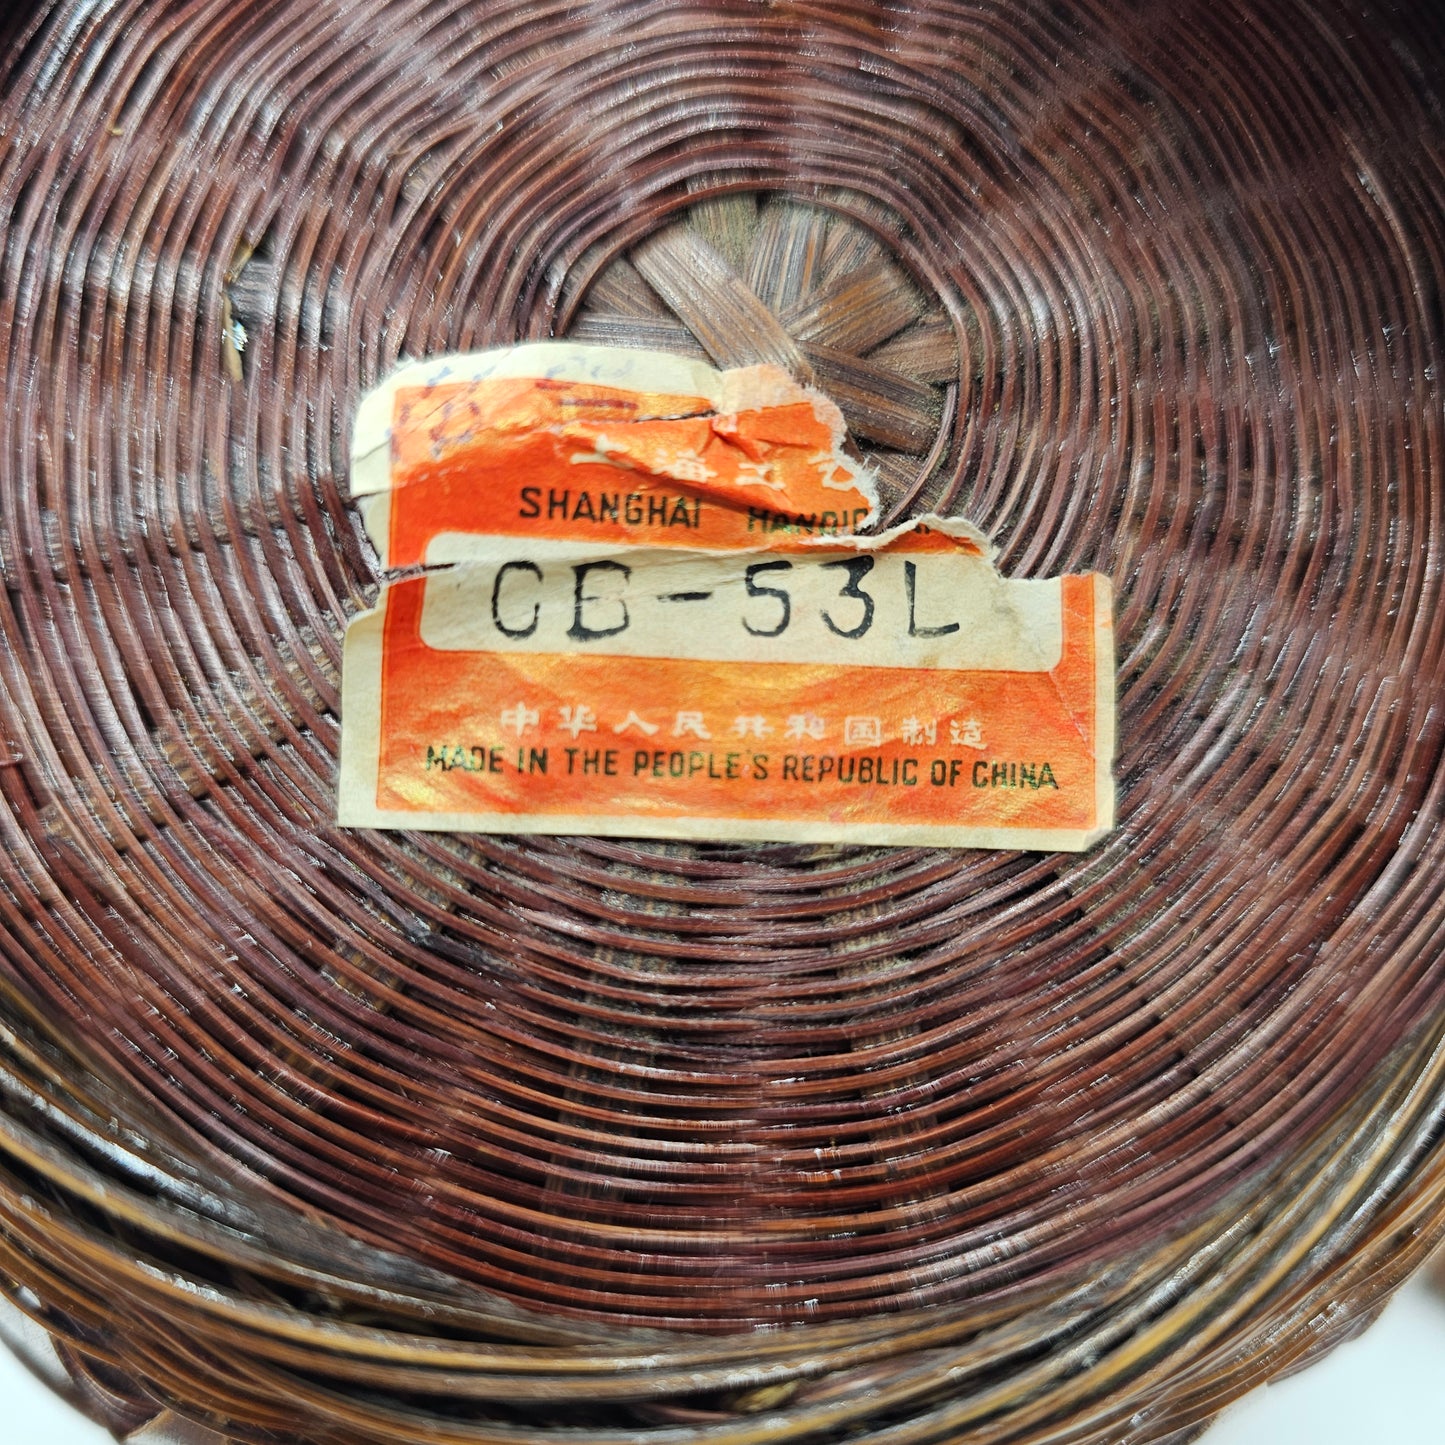 上海工艺
SHANGHAI HANDIC
CB-53L
中华人民共和国制造
MADE IN THE PEOPLE'S REPUBLIC OF CHINA